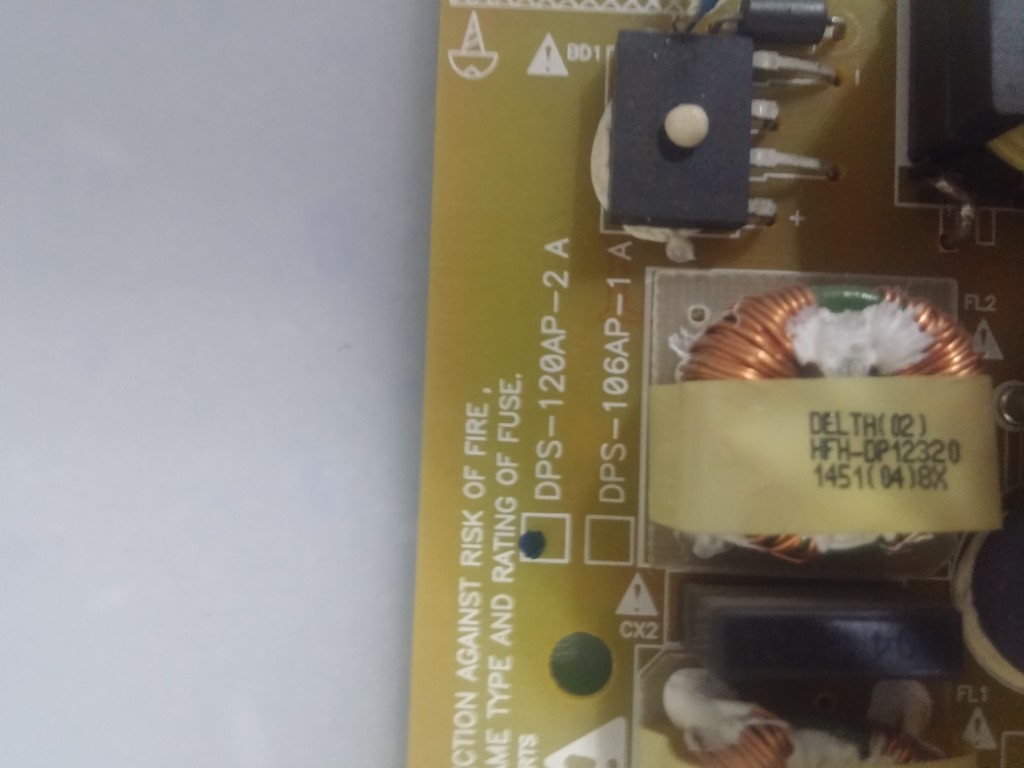 BD1
-
+
DPS-120AP-2 A
DPS-106AP-1 A
FL2
DELTA(02)
HFH-DP12320
1451(04)8X
CTION AGAINST RISK OF FIRE,
AME TYPE AND RATING OF FUSE.
RTS
CX2
FL1